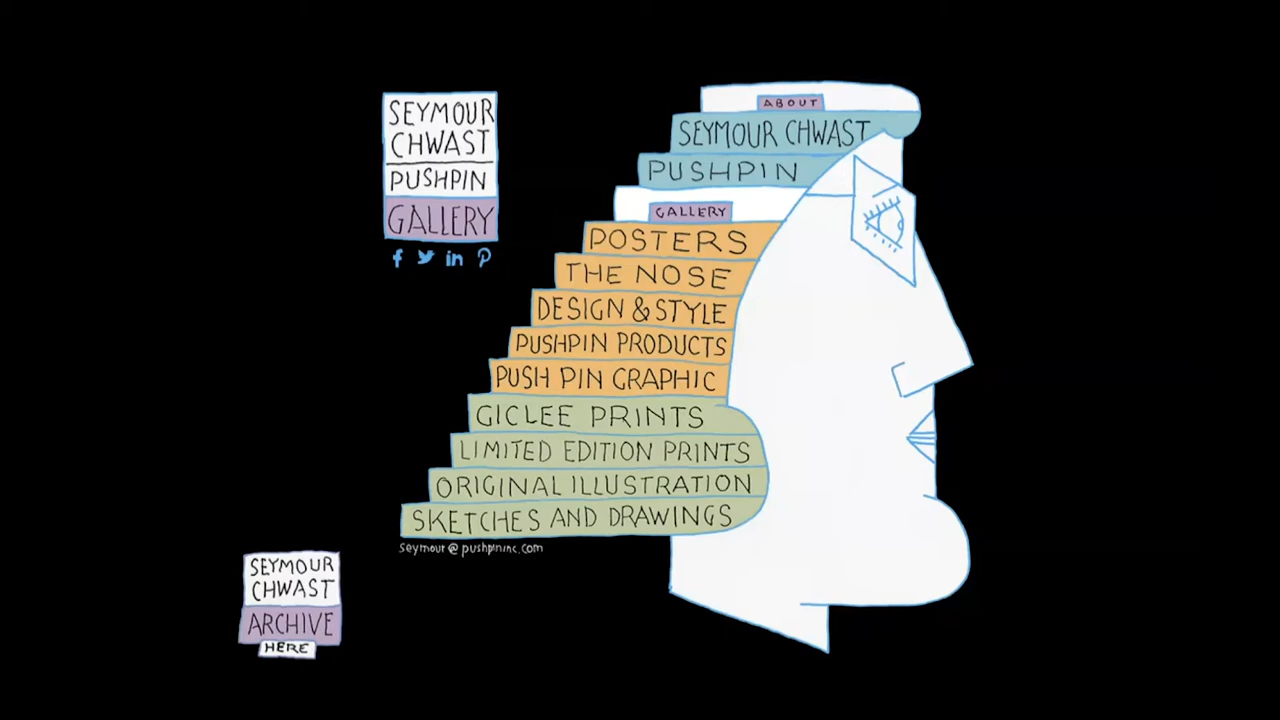 SEYMOUR
CHWAST
PUSHPIN
GALLERY
ABOUT
SEYMOUR CHWAST
PUSHPIN
GALLERY
POSTERS
THE NOSE
DESIGN & STYLE
PUSHPIN PRODUCTS
PUSH PIN GRAPHIC
GICLEE PRINTS
LIMITED EDITION PRINTS
ORIGINAL ILLUSTRATION
SKETCHES AND DRAWINGS
seymour@pushpininc.com
SEYMOUR
CHWAST
ARCHIVE
HERE